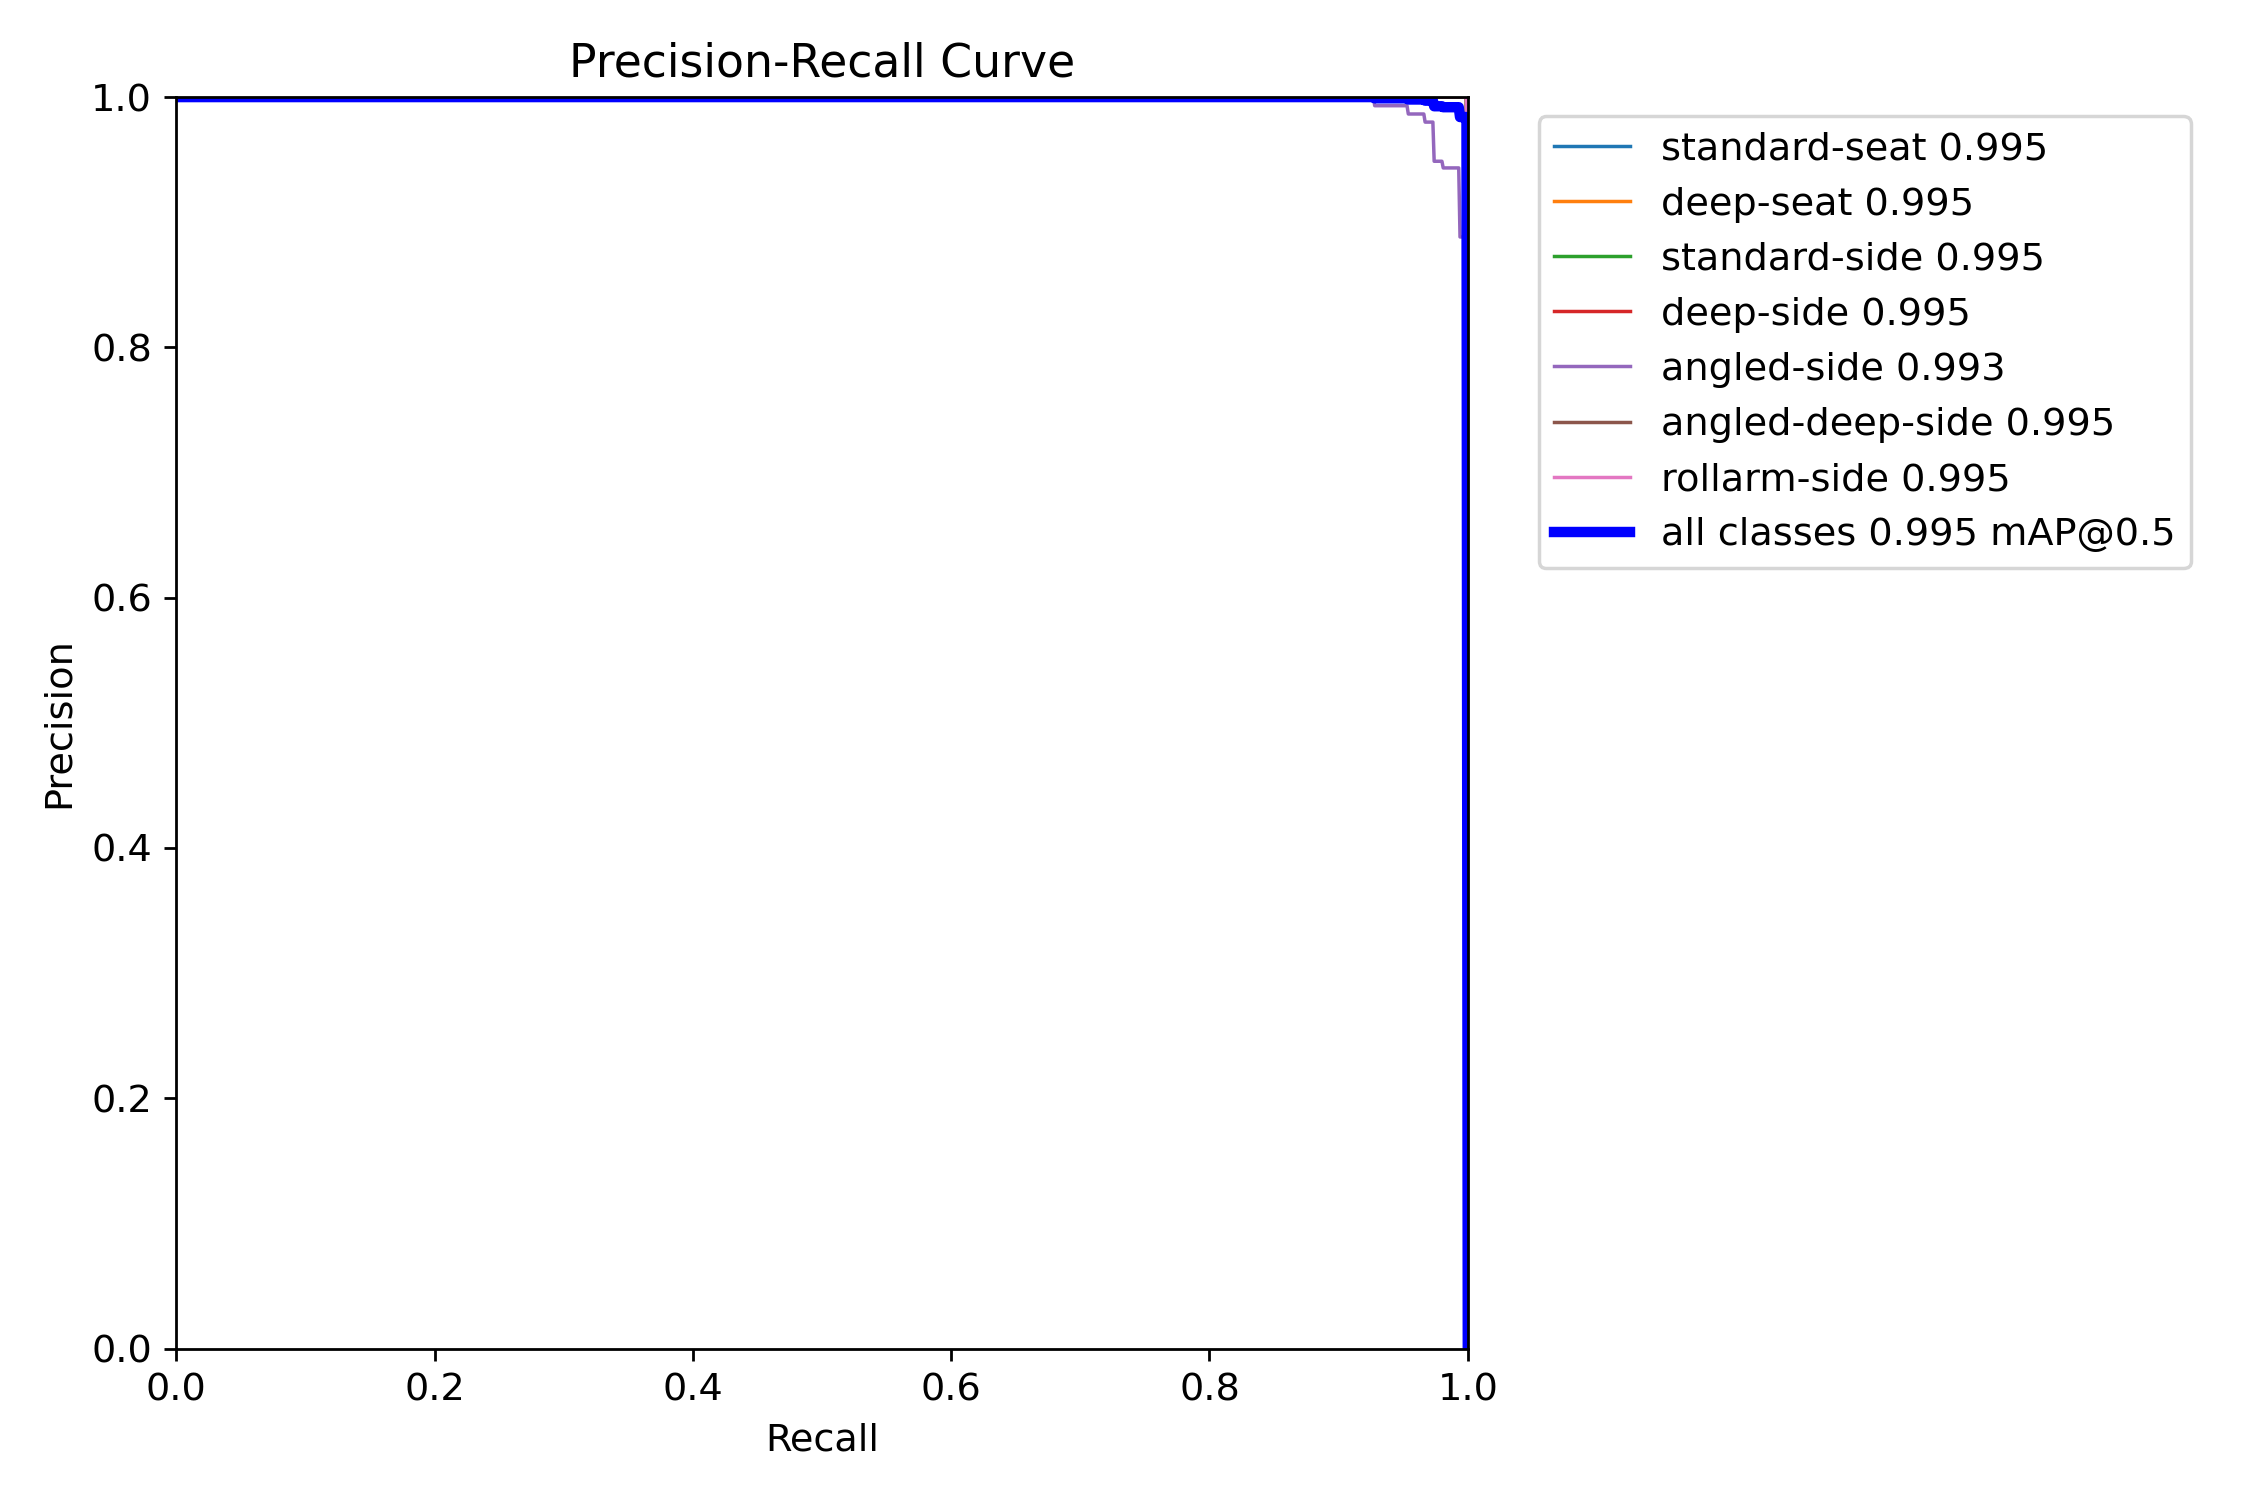 Precision-Recall Curve
1.0
0.8
0.6
0.4
0.2
0.0
Precision
0.0 0.2 0.4 0.6 0.8 1.0
Recall
standard-seat 0.995
deep-seat 0.995
standard-side 0.995
deep-side 0.995
angled-side 0.993
angled-deep-side 0.995
rollarm-side 0.995
all classes 0.995 mAP@0.5